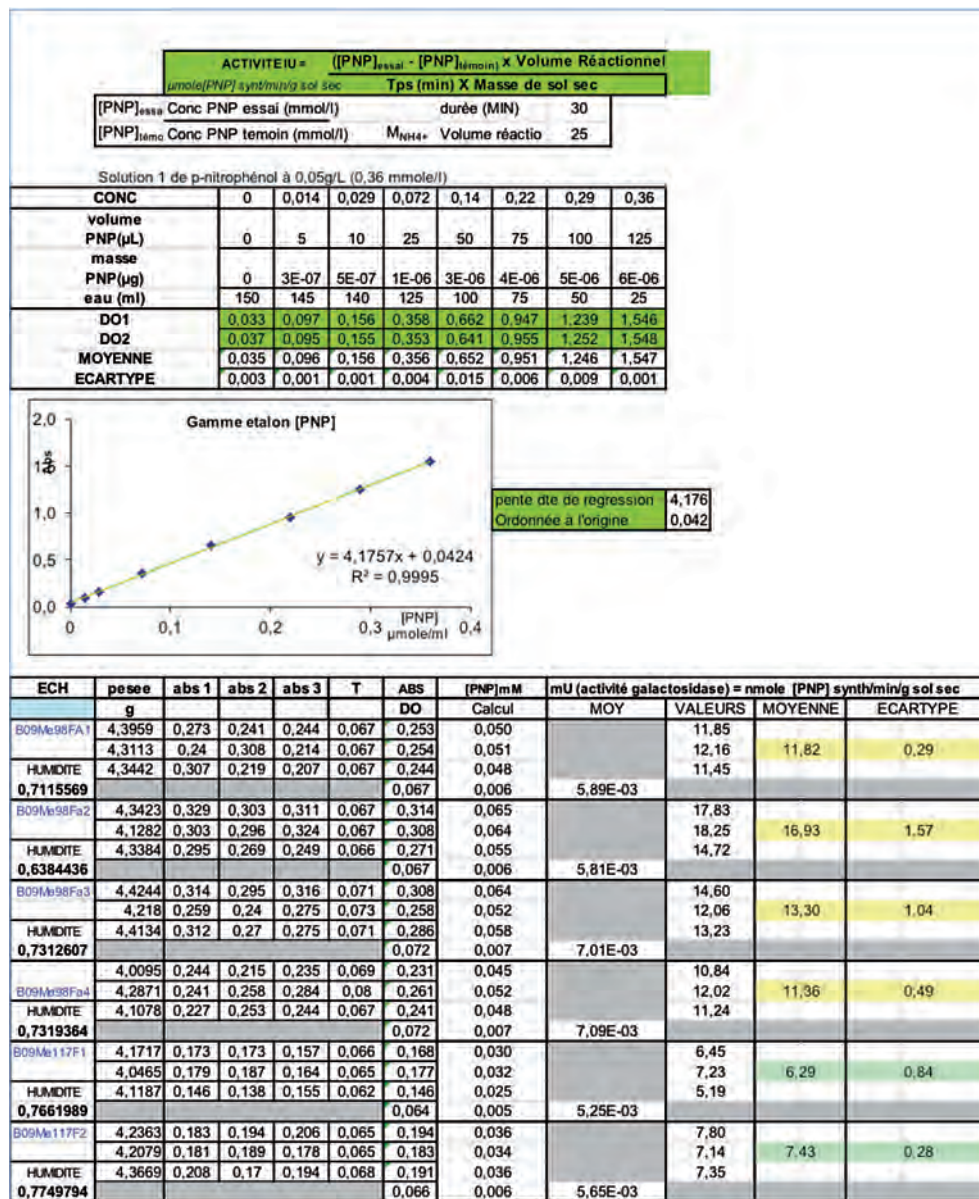 ACTIVITE IU = ([PNP]essai - [PNP]témoin) x Volume Réactionnel
µmole[PNP] synt/min/g sol sec Tps (min) X Masse de sol sec
[PNP]essa Conc PNP essai (mmol/l) durée (MIN) 30
[PNP]témo Conc PNP temoin (mmol/l) MNH4+ Volume réactio 25
Solution 1 de p-nitrophénol à 0,05g/L (0,36 mmole/l)
CONC 0 0,014 0,029 0,072 0,14 0,22 0,29 0,36
volume
PNP(µL) 0 5 10 25 50 75 100 125
masse
PNP(µg) 0 3E-07 5E-07 1E-06 3E-06 4E-06 5E-06 6E-06
eau (ml) 150 145 140 125 100 75 50 25
DO1 0,033 0,097 0,156 0,358 0,662 0,947 1,239 1,546
DO2 0,037 0,095 0,155 0,353 0,641 0,955 1,252 1,548
MOYENNE 0,035 0,096 0,156 0,356 0,652 0,951 1,246 1,547
ECARTYPE 0,003 0,001 0,001 0,004 0,015 0,006 0,009 0,001
Gamme etalon [PNP]
2,0
1,5
abs
1,0
0,5
0,0
y = 4,1757x + 0,0424
R² = 0,9995
0 0,1 0,2 0,3 0,4
[PNP]
µmole/ml
pente dte de regression 4,176
Ordonnée à l'origine 0,042
ECH pesee abs 1 abs 2 abs 3 T ABS [PNP]mM mU (activité galactosidase) = nmole [PNP] synth/min/g sol sec
g DO Calcul MOY VALEURS MOYENNE ECARTYPE
B09Me98FA1 4,3959 0,273 0,241 0,244 0,067 0,253 0,050 11,85
4,3113 0,24 0,308 0,214 0,067 0,254 0,051 12,16 11,82 0,29
HUMIDITE 4,3442 0,307 0,219 0,207 0,067 0,244 0,048 11,45
0,7115569 0,067 0,006 5,89E-03
B09Me98Fa2 4,3423 0,329 0,303 0,311 0,067 0,314 0,065 17,83
4,1282 0,303 0,296 0,324 0,067 0,308 0,064 18,25 16,93 1,57
HUMIDITE 4,3384 0,295 0,269 0,249 0,066 0,271 0,055 14,72
0,6384436 0,067 0,006 5,81E-03
B09Me98Fa3 4,4244 0,314 0,295 0,316 0,071 0,308 0,064 14,60
4,218 0,259 0,24 0,275 0,073 0,258 0,052 12,06 13,30 1,04
HUMIDITE 4,4134 0,312 0,27 0,275 0,071 0,286 0,058 13,23
0,7312607 0,072 0,007 7,01E-03
4,0095 0,244 0,215 0,235 0,069 0,231 0,045 10,84
B09Me98Fa4 4,2871 0,241 0,258 0,284 0,08 0,261 0,052 12,02 11,36 0,49
HUMIDITE 4,1078 0,227 0,253 0,244 0,067 0,241 0,048 11,24
0,7319364 0,072 0,007 7,09E-03
B09Me117F1 4,1717 0,173 0,173 0,157 0,066 0,168 0,030 6,45
4,0465 0,179 0,187 0,164 0,065 0,177 0,032 7,23 6,29 0,84
HUMIDITE 4,1187 0,146 0,138 0,155 0,062 0,146 0,025 5,19
0,7661989 0,064 0,005 5,25E-03
B09Me117F2 4,2363 0,183 0,194 0,206 0,065 0,194 0,036 7,80
4,2079 0,181 0,189 0,178 0,065 0,183 0,034 7,14 7,43 0,28
HUMIDITE 4,3669 0,208 0,17 0,194 0,068 0,191 0,036 7,35
0,7749794 0,066 0,006 5,65E-03